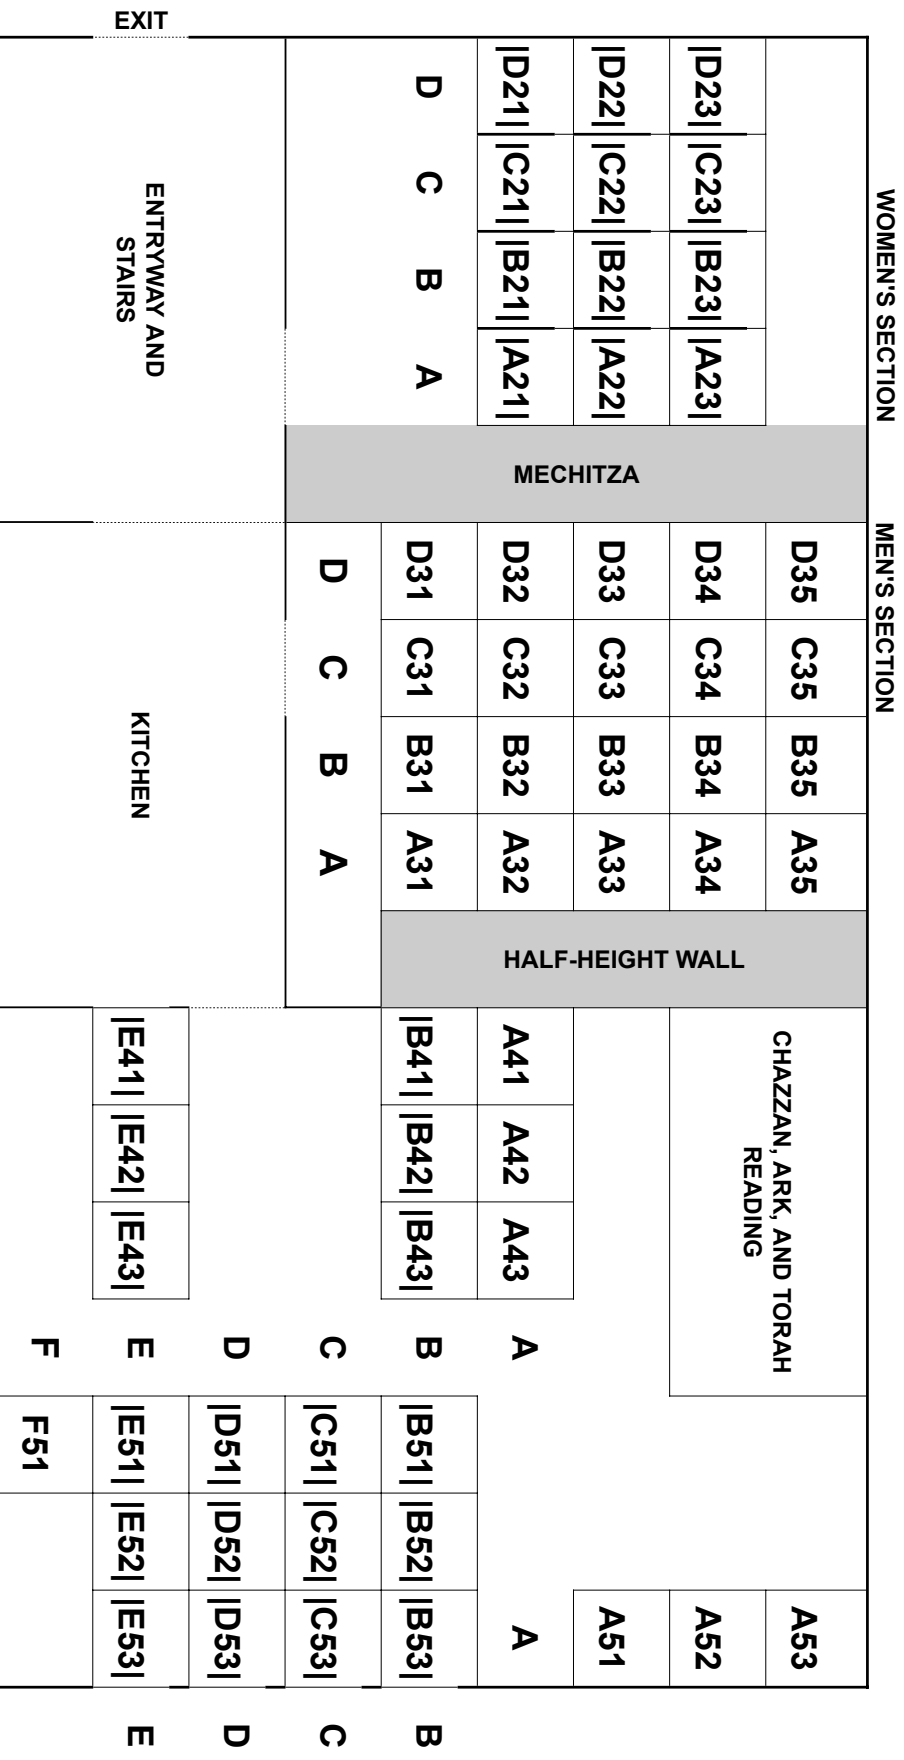 WOMEN'S SECTION MEN'S SECTION
D35 C35 B35 A35 CHAZZAN, ARK, AND TORAH A53
READING
|D23| |C23| |B23| |A23| D34 C34 B34 A34 A52
|D22| |C22| |B22| |A22| MECHITZA D33 C33 B33 A33 HALF-HEIGHT WALL A51
|D21| |C21| |B21| |A21| D32 C32 B32 A32 A41 A42 A43 A A
D C B A D31 C31 B31 A31 |B41| |B42| |B43| B |B51| |B52| |B53| B
D C B A C |C51| |C52| |C53| C
D |D51| |D52| |D53| D
EXIT
ENTRYWAY AND
STAIRS
KITCHEN
|E41| |E42| |E43| E |E51| |E52| |E53| E
F F51